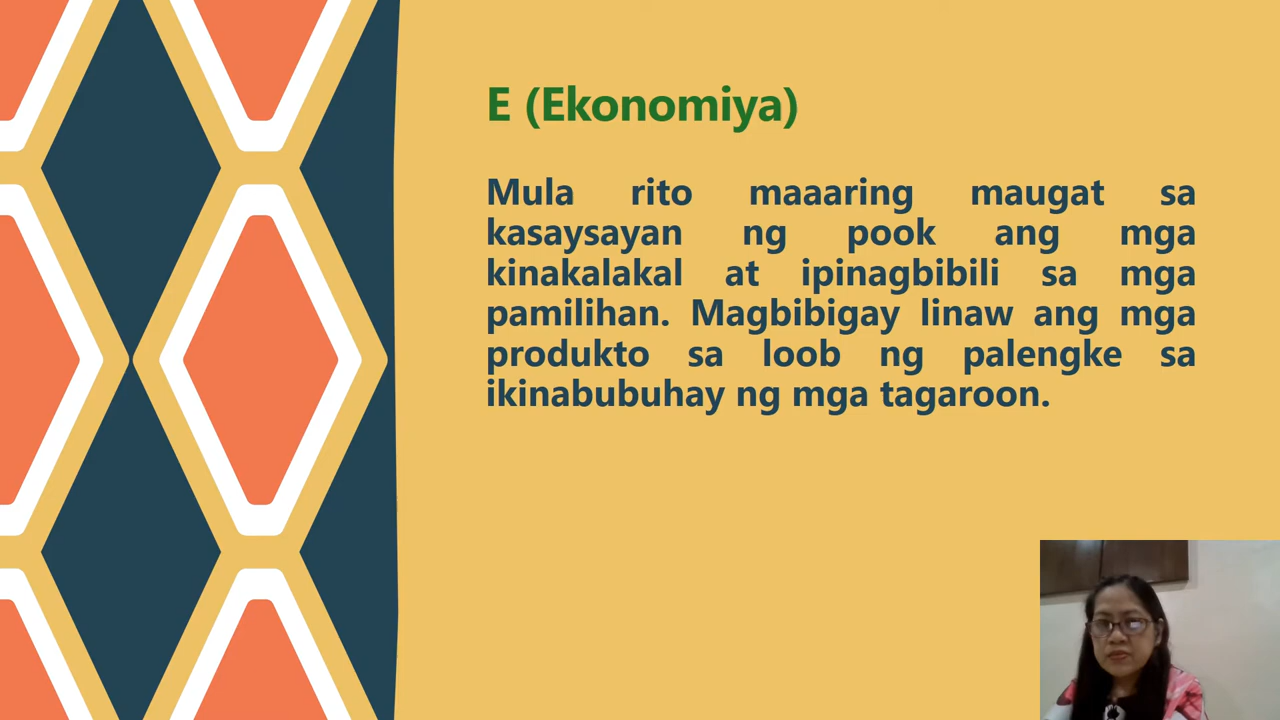 E (Ekonomiya)
Mula rito maaaring maugat sa
kasaysayan ng pook ang mga
kinakalakal at ipinagbibili sa mga
pamilihan. Magbibigay linaw ang mga
produkto sa loob ng palengke sa
ikinabubuhay ng mga tagaroon.